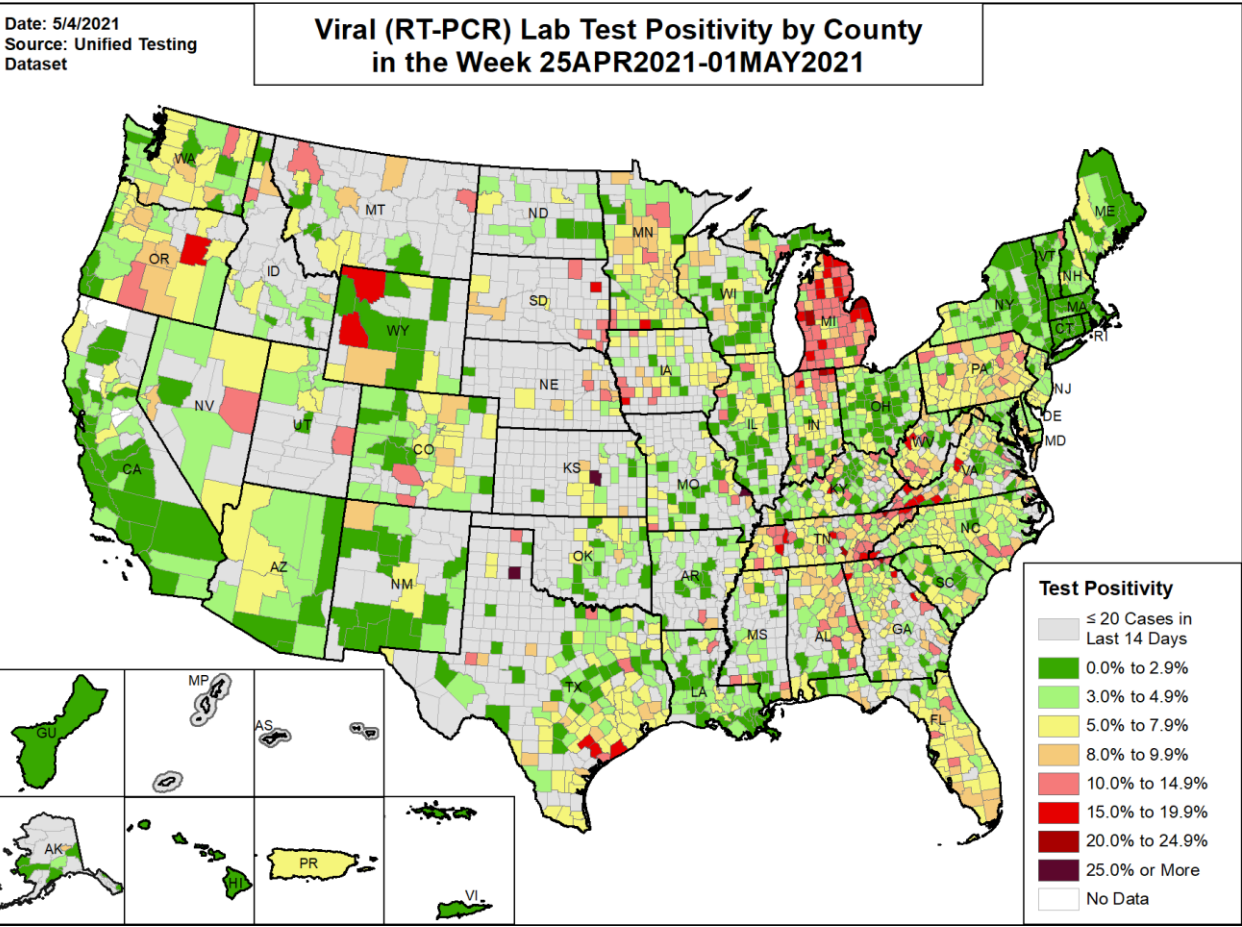 Date: 5/4/2021
Source: Unified Testing
Dataset
Viral (RT-PCR) Lab Test Positivity by County
in the Week 25APR2021-01MAY2021
WA
MT
ND
MN
ME
OR
ID
SD
WI
VT
NH
NY
MA
WY
MI
CT
RI
IA
PA
NE
NJ
NV
UT
OH
IL
IN
DE
CO
MD
WV
CA
KS
MO
VA
KY
NC
TN
OK
AZ
NM
AR
SC
MS
AL
GA
TX
LA
FL
MP
GU
AS
AK
HI
PR
VI
Test Positivity
≤ 20 Cases in
Last 14 Days
0.0% to 2.9%
3.0% to 4.9%
5.0% to 7.9%
8.0% to 9.9%
10.0% to 14.9%
15.0% to 19.9%
20.0% to 24.9%
25.0% or More
No Data